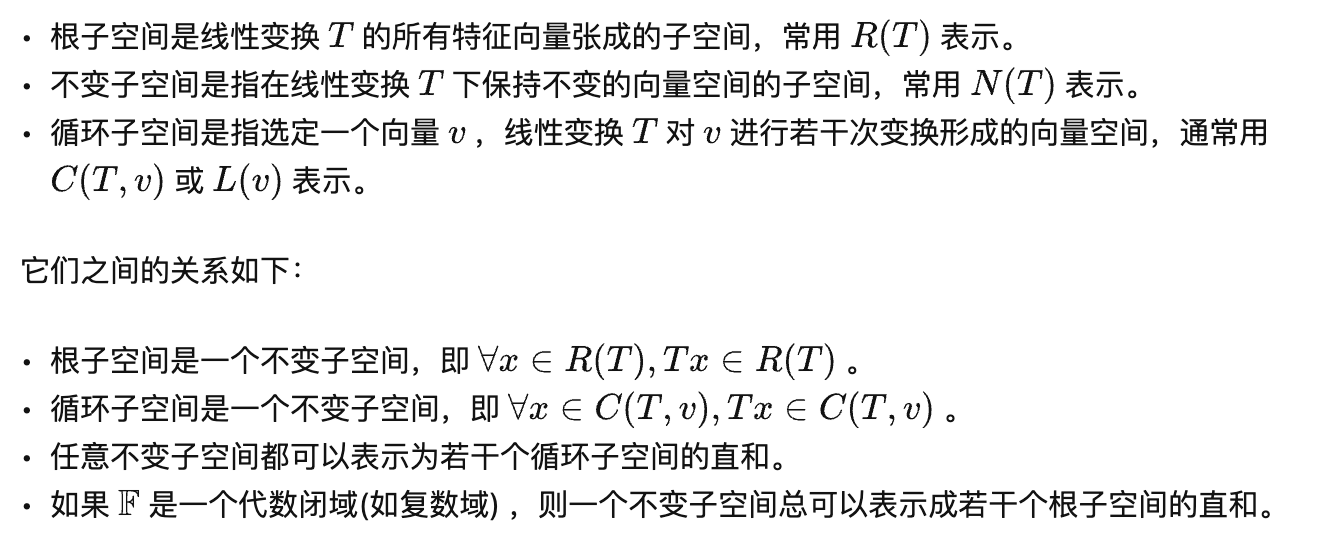 · 根子空间是线性变换 T 的所有特征向量张成的子空间，常用 R(T) 表示。
· 不变子空间是指在线性变换 T 下保持不变的向量空间的子空间，常用 N(T) 表示。
· 循环子空间是指选定一个向量 v ，线性变换 T 对 v 进行若干次变换形成的向量空间，通常用
C(T, v) 或 L(v) 表示。
它们之间的关系如下：
· 根子空间是一个不变子空间，即 ∀x ∈ R(T), Tx ∈ R(T) 。
· 循环子空间是一个不变子空间，即 ∀x ∈ C(T, v), Tx ∈ C(T, v) 。
· 任意不变子空间都可以表示为若干个循环子空间的直和。
· 如果 𝔽 是一个代数闭域(如复数域) ，则一个不变子空间总可以表示成若干个根子空间的直和。